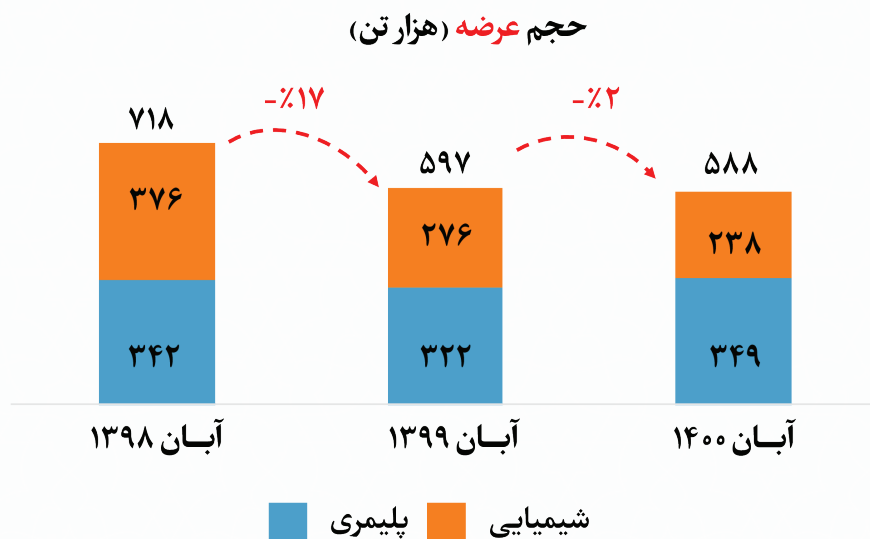 حجم عرضه (هزار تن)
-٪۱۷
-٪۲
۷۱۸
۵۹۷
۵۸۸
۳۷۶
۲۷۶
۲۳۸
۳۴۲
۳۲۲
۳۴۹
آبان ۱۳۹۸
آبان ۱۳۹۹
آبان ۱۴۰۰
پلیمری
شیمیایی